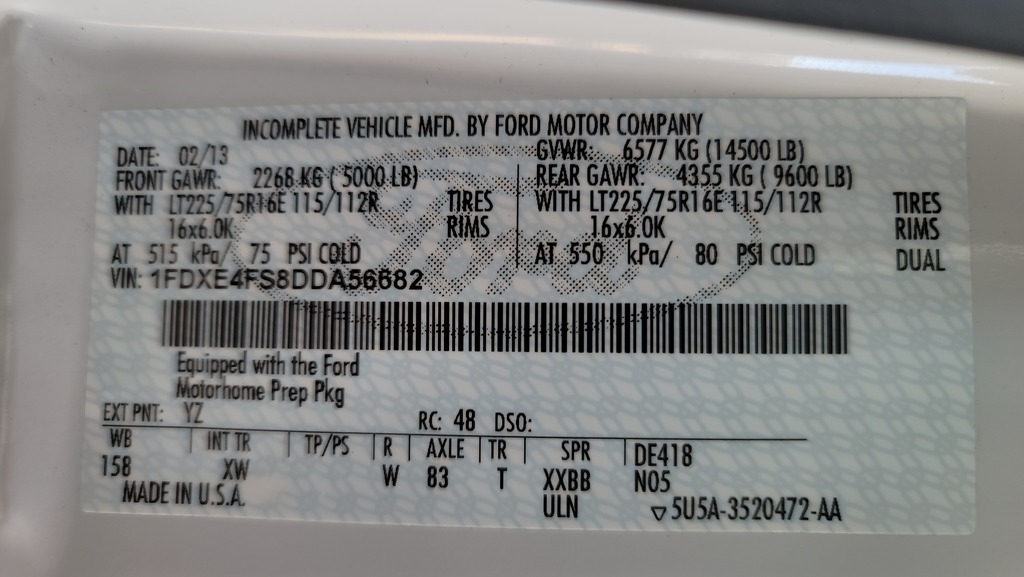 INCOMPLETE VEHICLE MFD. BY FORD MOTOR COMPANY
DATE: 02/13 GVWR: 6577 KG (14500 LB)
FRONT GAWR: 2268 KG ( 5000 LB) REAR GAWR: 4355 KG ( 9600 LB)
WITH LT225/75R16E 115/112R TIRES WITH LT225/75R16E 115/112R TIRES
16x6.0K RIMS 16x6.0K RIMS
AT 515 kPa/ 75 PSI COLD AT 550 kPa/ 80 PSI COLD DUAL
VIN: 1FDXE4FS8DDA56682
Ford
Equipped with the Ford
Motorhome Prep Pkg
EXT PNT: YZ RC: 48 DSO:
WB INT TR TP/PS R AXLE TR SPR DE418
158 XW W 83 T XXBB N05
MADE IN U.S.A. ULN ▽5U5A-3520472-AA